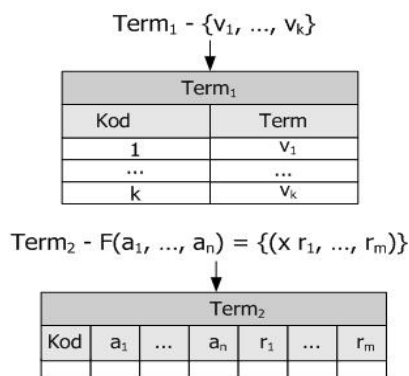 Term₁ - {v₁, ..., vₖ}
Term₁
Kod Term
1 v₁
... ...
k vₖ
Term₂ - F(a₁, ..., aₙ) = {(x r₁, ..., rₘ)}
Term₂
Kod a₁ ... aₙ r₁ ... rₘ